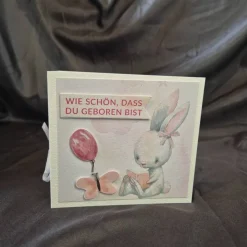 WIE SCHÖN, DASS
DU GEBOREN BIST